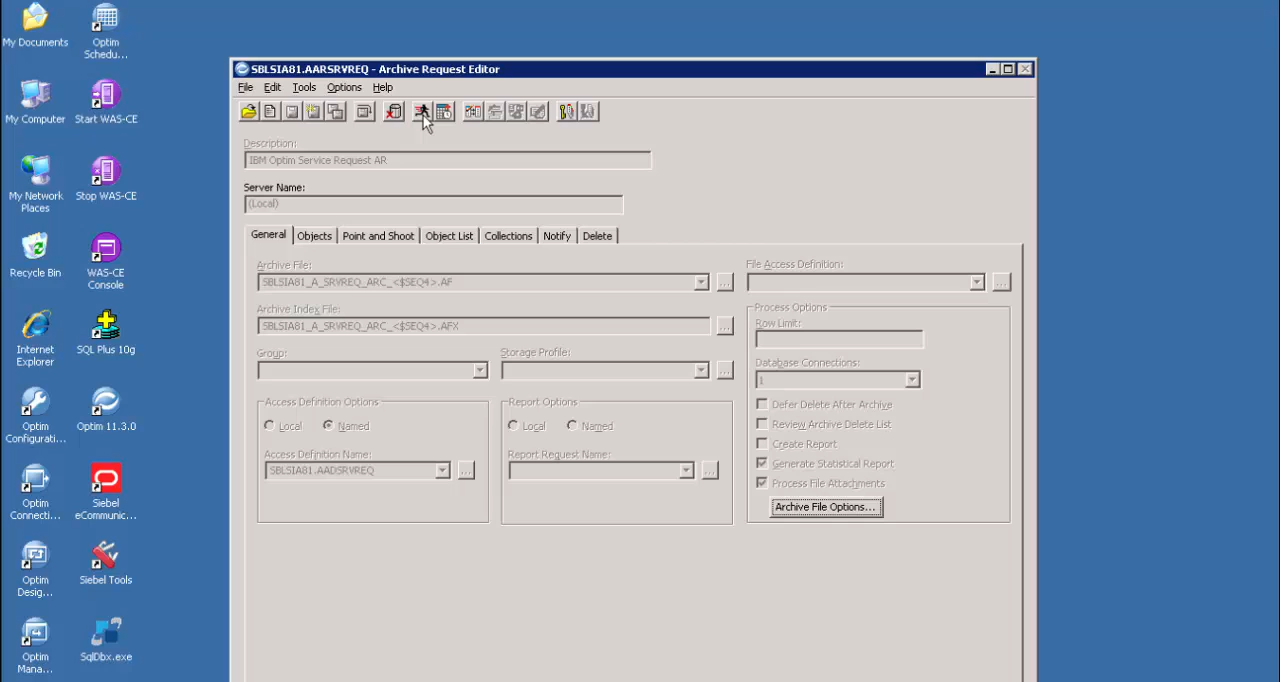 My Documents
Optim
Schedu...
My Computer
Start WAS-CE
My Network
Places
Stop WAS-CE
Recycle Bin
WAS-CE
Console
Internet
Explorer
SQL Plus 10g
Optim
Configurati...
Optim 11.3.0
Optim
Connecti...
Siebel
eCommunic...
Optim
Desig...
Siebel Tools
Optim
Mana...
SqlDbx.exe
SBLSIA81.AARSRVREQ - Archive Request Editor
File Edit Tools Options Help
Description:
IBM Optim Service Request AR
Server Name:
(Local)
General Objects Point and Shoot Object List Collections Notify Delete
Archive File:
SBLSIA81_A_SRVREQ_ARC_<$SEQ4>.AF
...
File Access Definition:
...
Archive Index File:
SBLSIA81_A_SRVREQ_ARC_<$SEQ4>.AFX
...
Group:
Storage Profile:
...
Access Definition Options
Local Named
Access Definition Name:
SBLSIA81.AADSRVREQ
...
Report Options
Local Named
Report Request Name:
...
Process Options
Row Limit:
Database Connections:
1
Defer Delete After Archive
Review Archive Delete List
Create Report
Generate Statistical Report
Process File Attachments
Archive File Options...